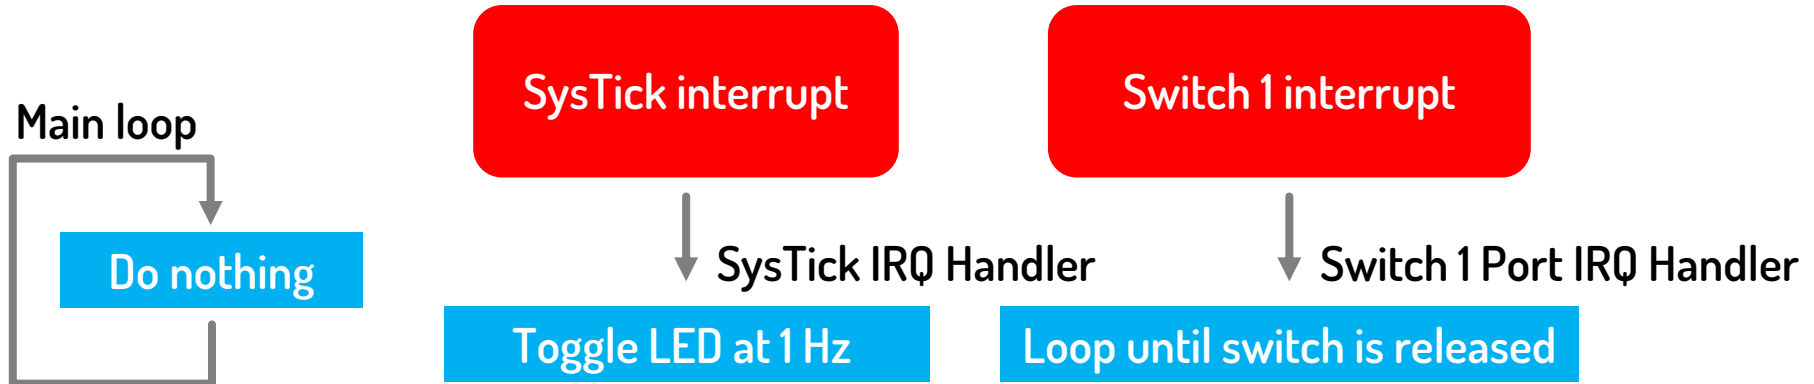 Main loop
Do nothing
SysTick interrupt
SysTick IRQ Handler
Toggle LED at 1 Hz
Switch 1 interrupt
Switch 1 Port IRQ Handler
Loop until switch is released